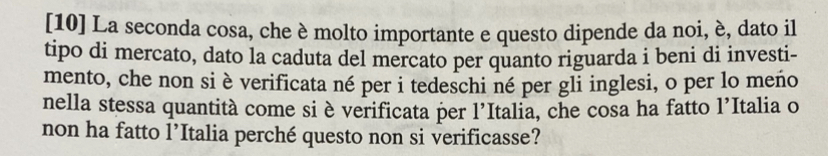 [10] La seconda cosa, che è molto importante e questo dipende da noi, è, dato il
tipo di mercato, dato la caduta del mercato per quanto riguarda i beni di investi-
mento, che non si è verificata né per i tedeschi né per gli inglesi, o per lo meno
nella stessa quantità come si è verificata per l'Italia, che cosa ha fatto l'Italia o
non ha fatto l'Italia perché questo non si verificasse?